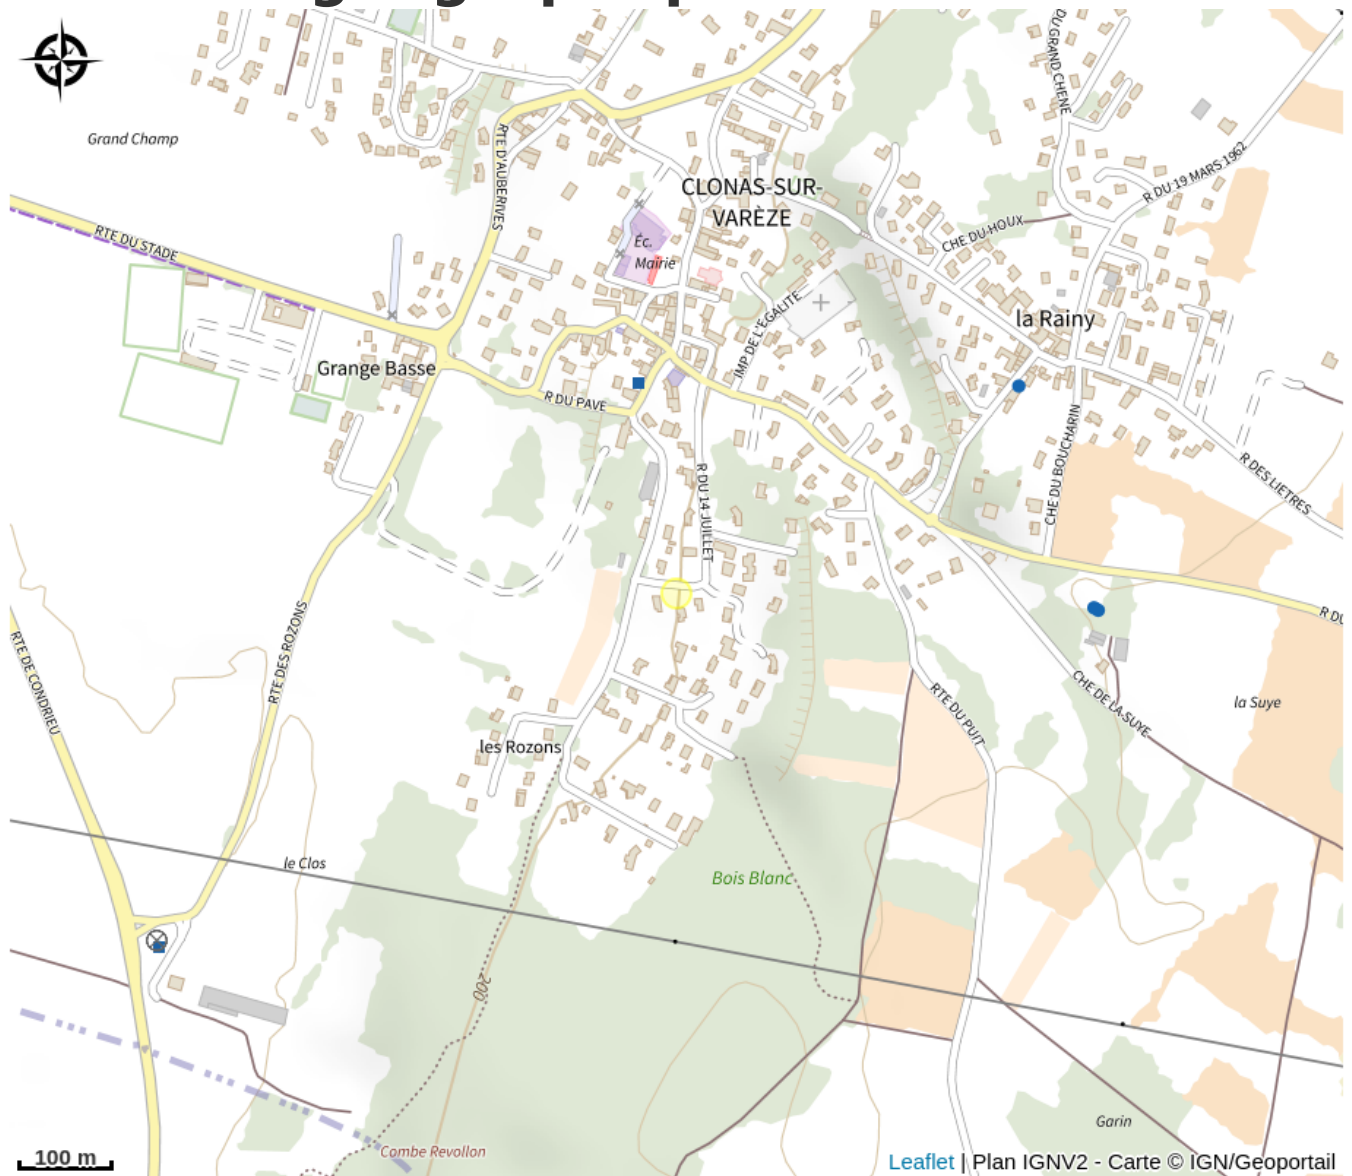 Grand Champ
RTE D'AUBERIVES
DU GRAND CHENE
R DU 19 MARS 1962
CLONAS-SUR-
VARÈZE
CHE DU HOUX
RTE DU STADE
Éc.
Mairie
IMP DE L'EGALITE
la Rainy
Grange Basse
R DU PAVE
CHE DU BOUCHARIN
R DES LIETRES
R DU 14 JUILLET
RTE DES ROZONS
RTE DE CONDRIEU
R DU
RTE DU PUIT
CHE DE LA SUYE
la Suye
les Rozons
le Clos
Bois Blanc
200
Garin
Combe Revollon
100 m
Leaflet | Plan IGNV2 - Carte © IGN/Geoportail